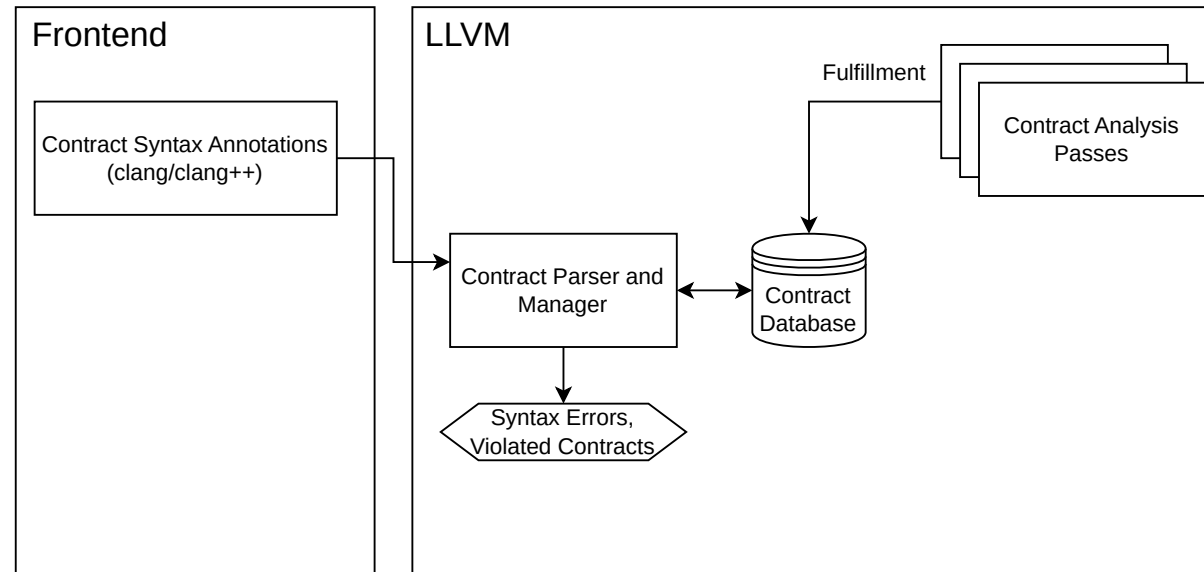 Frontend
LLVM
Contract Syntax Annotations
(clang/clang++)
Fulfillment
Contract Analysis
Passes
Contract Parser and
Manager
Contract
Database
Syntax Errors,
Violated Contracts